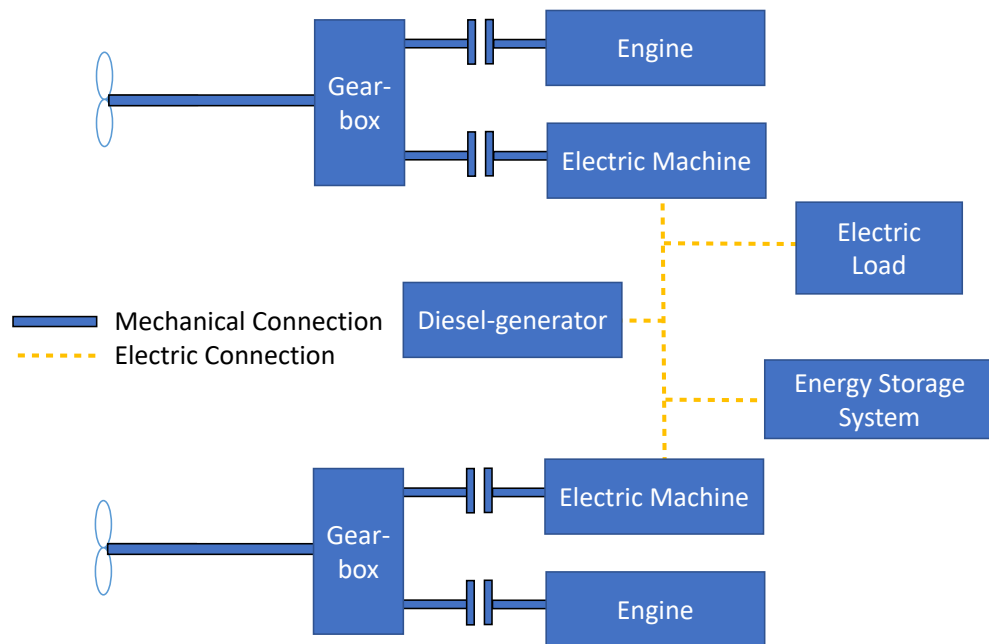 Engine
Gear-
box
Electric Machine
Electric
Load
Diesel-generator
Mechanical Connection
Electric Connection
Energy Storage
System
Electric Machine
Gear-
box
Engine